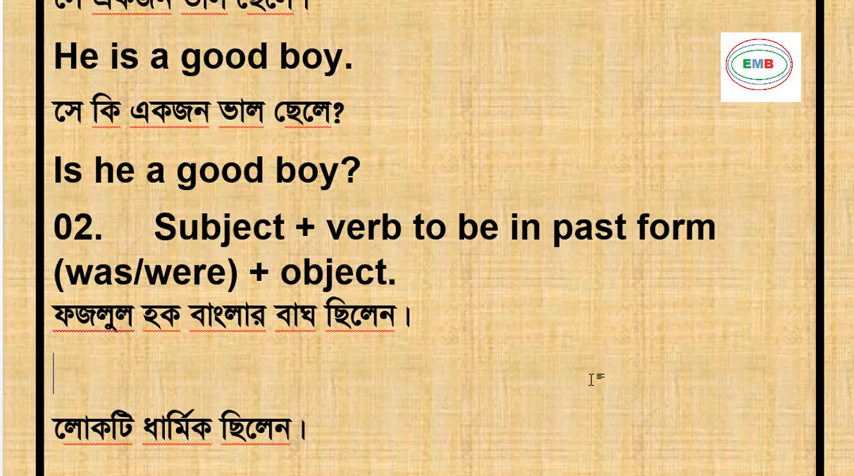 সে একজন ভাল ছেলে।
He is a good boy.
সে কি একজন ভাল ছেলে?
Is he a good boy?
02. Subject + verb to be in past form
(was/were) + object.
ফজলুল হক বাংলার বাঘ ছিলেন।
লোকটি ধার্মিক ছিলেন।
EMB